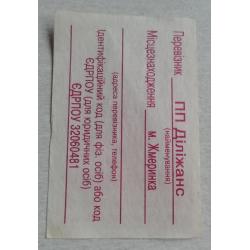 Перевізник ПП Діліжанс
(найменування)
Місцезнаходження м. Жмеринка
(адреса перевізника, телефон)
Ідентифікаційний код (для фіз. осіб) або код
ЄДРПОУ (для юридичних осіб)
ЄДРПОУ 32060481